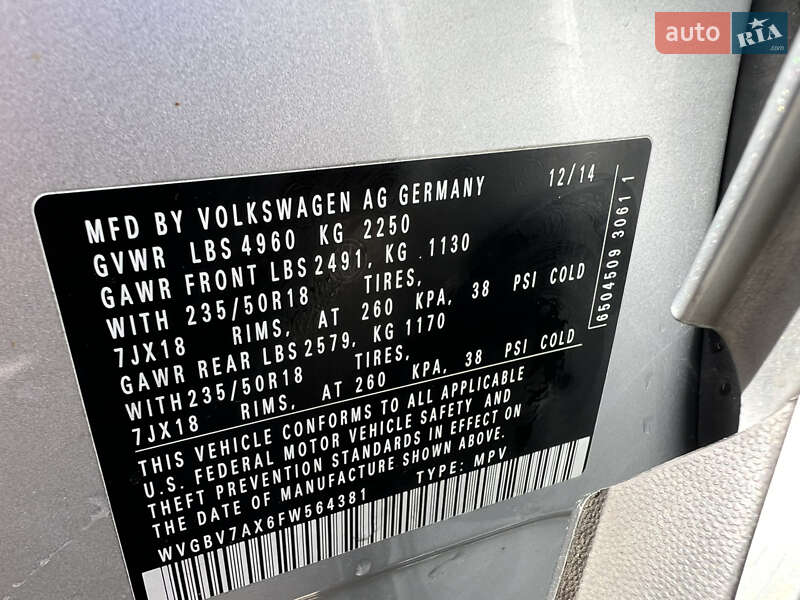 auto RIA.com
MFD BY VOLKSWAGEN AG GERMANY 12/14
GVWR LBS 4960 KG 2250
GAWR FRONT LBS 2491, KG .1130
WITH 235/50R18 TIRES,
7JX18 RIMS, AT 260 KPA, 38 PSI COLD
GAWR REAR LBS 2579, KG 1170
WITH 235/50R18 TIRES,
7JX18 RIMS, AT 260 KPA, 38 PSI COLD
THIS VEHICLE CONFORMS TO ALL APPLICABLE
U.S. FEDERAL MOTOR VEHICLE SAFETY AND
THEFT PREVENTION STANDARDS IN EFFECT ON
THE DATE OF MANUFACTURE SHOWN ABOVE.
WVGBV7AX6FW564381 TYPE: MPV
6504509 3061 1